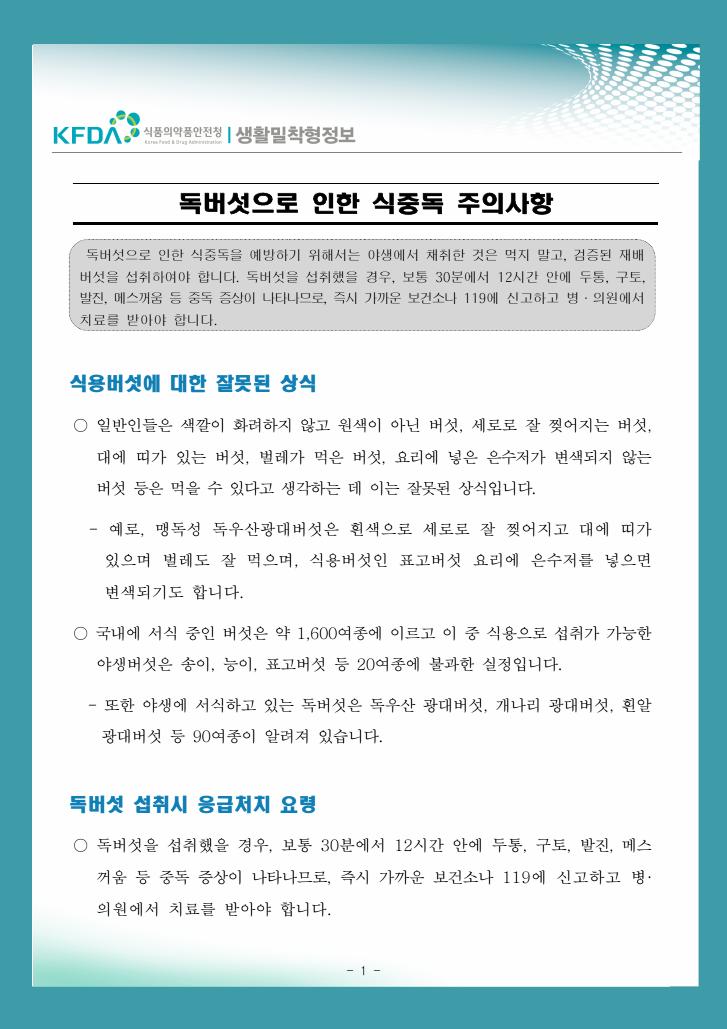 KFDA 식품의약품안전청 | 생활밀착형정보
Korea Food & Drug Administration
독버섯으로 인한 식중독 주의사항
독버섯으로 인한 식중독을 예방하기 위해서는 야생에서 채취한 것은 먹지 말고, 검증된 재배
버섯을 섭취하여야 합니다. 독버섯을 섭취했을 경우, 보통 30분에서 12시간 안에 두통, 구토,
발진, 메스꺼움 등 중독 증상이 나타나므로, 즉시 가까운 보건소나 119에 신고하고 병·의원에서
치료를 받아야 합니다.
식용버섯에 대한 잘못된 상식
○ 일반인들은 색깔이 화려하지 않고 원색이 아닌 버섯, 세로로 잘 찢어지는 버섯,
대에 띠가 있는 버섯, 벌레가 먹은 버섯, 요리에 넣은 은수저가 변색되지 않는
버섯 등은 먹을 수 있다고 생각하는 데 이는 잘못된 상식입니다.
- 예로, 맹독성 독우산광대버섯은 흰색으로 세로로 잘 찢어지고 대에 띠가
있으며 벌레도 잘 먹으며, 식용버섯인 표고버섯 요리에 은수저를 넣으면
변색되기도 합니다.
○ 국내에 서식 중인 버섯은 약 1,600여종에 이르고 이 중 식용으로 섭취가 가능한
야생버섯은 송이, 능이, 표고버섯 등 20여종에 불과한 실정입니다.
- 또한 야생에 서식하고 있는 독버섯은 독우산 광대버섯, 개나리 광대버섯, 흰알
광대버섯 등 90여종이 알려져 있습니다.
독버섯 섭취시 응급처치 요령
○ 독버섯을 섭취했을 경우, 보통 30분에서 12시간 안에 두통, 구토, 발진, 메스
꺼움 등 중독 증상이 나타나므로, 즉시 가까운 보건소나 119에 신고하고 병·
의원에서 치료를 받아야 합니다.
- 1 -